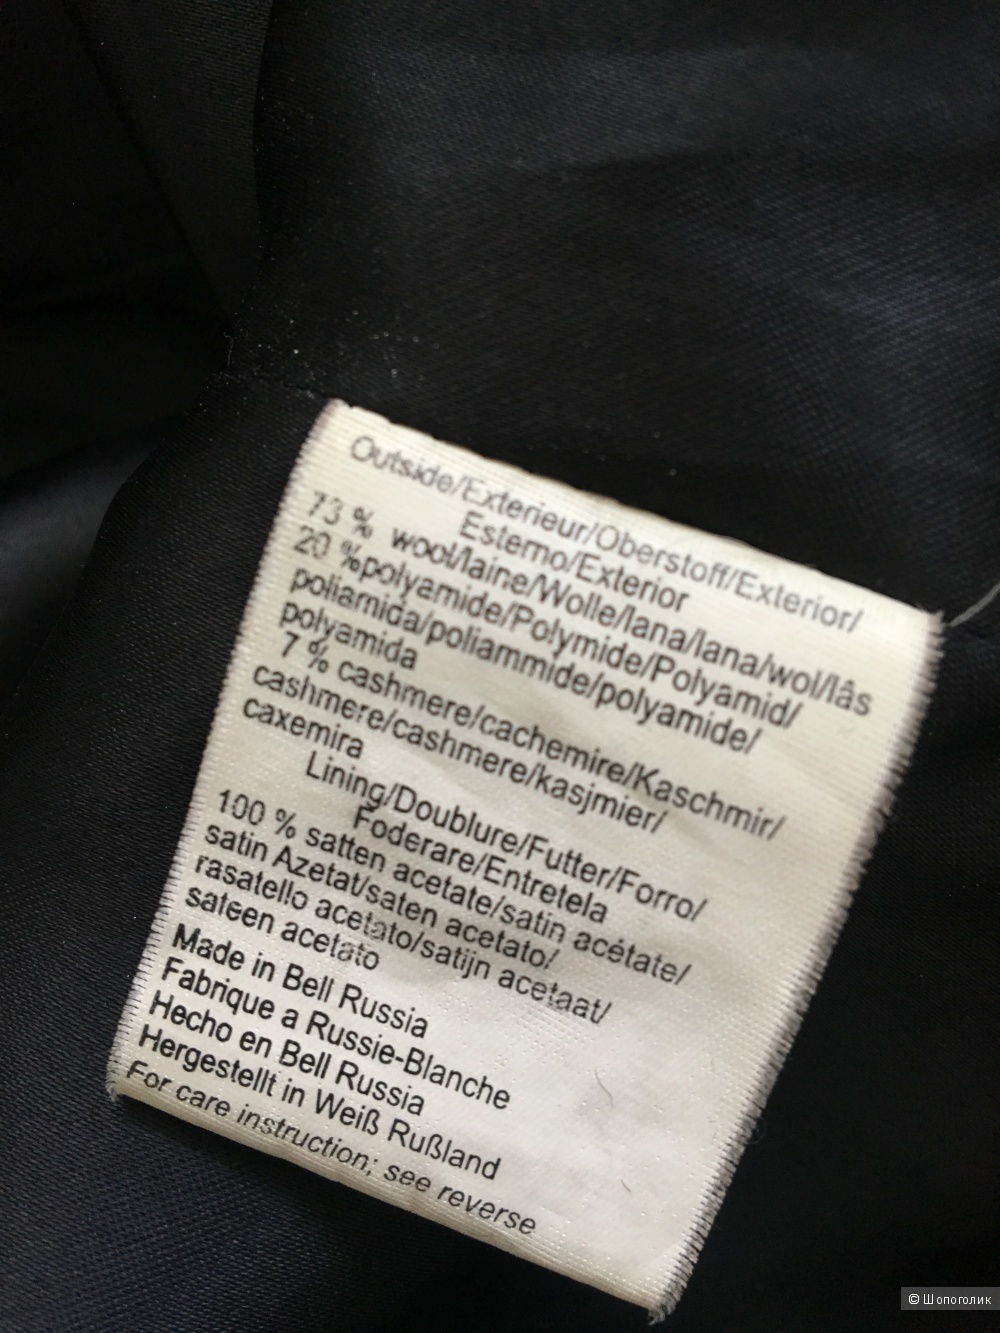 Outside/Exterieur/Oberstoff/Exterior/
Esterno/Exterior
73 % wool/laine/Wolle/lana/lana/wol/lãs
20 %polyamide/Polymide/Polyamid/
poliamida/poliammide/polyamide/
polyamida
7 % cashmere/cachemire/Kaschmir/
cashmere/cashmere/kasjmier/
caxemira
Lining/Doublure/Futter/Forro/
Foderare/Entretela
100 % satten acetate/satin acétate/
satin Azetat/saten acetato/
rasatello acetato/satijn acetaat/
sateen acetato
Made in Bell Russia
Fabrique a Russie-Blanche
Hecho en Bell Russia
Hergestellt in Weiß Rußland
For care instruction; see reverse
© Шопоголик